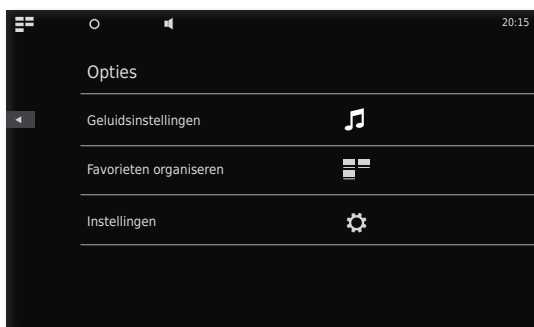 20:15
Opties
Geluidsinstellingen
Favorieten organiseren
Instellingen